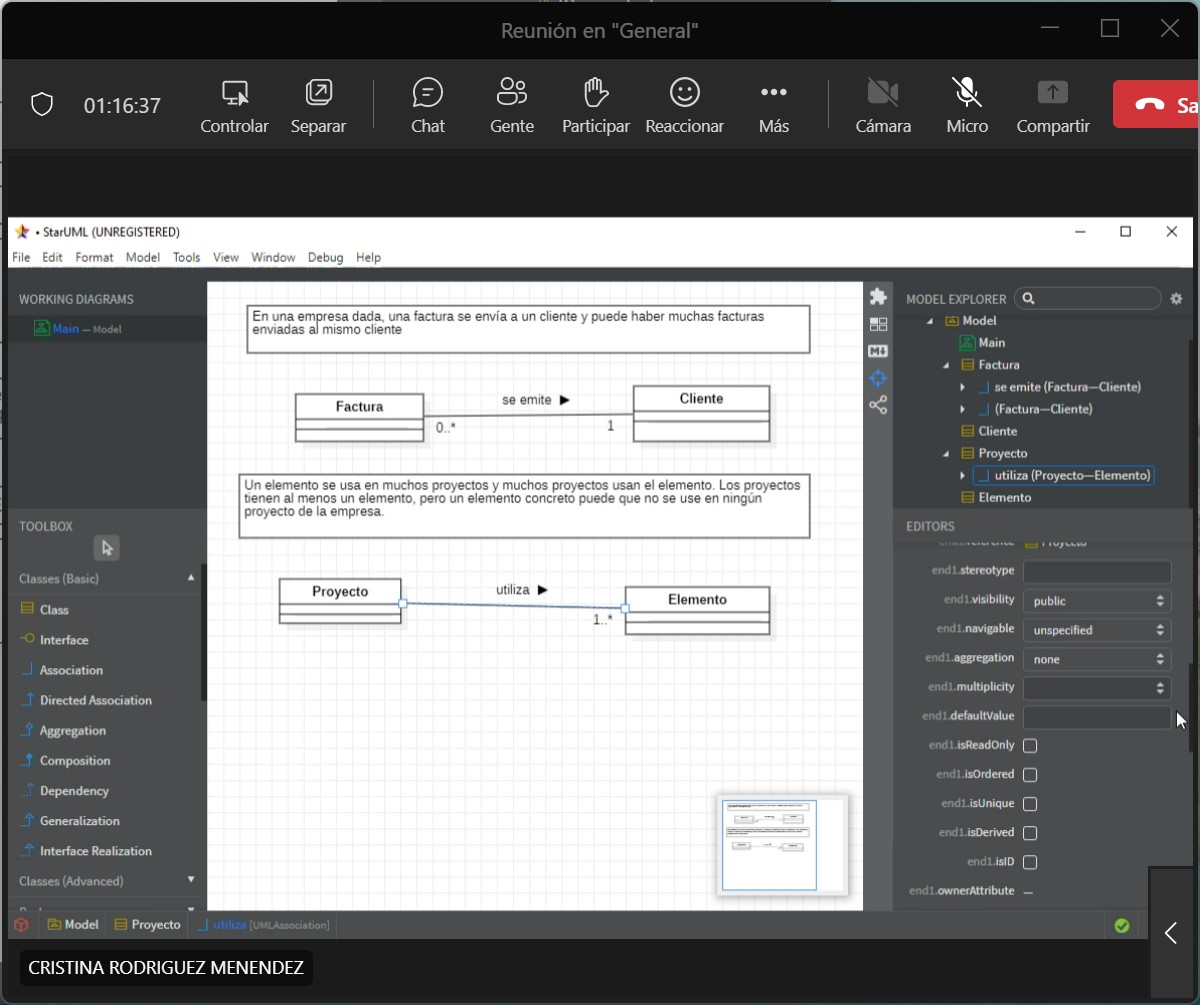 Reunión en "General"
01:16:37
Controlar
Separar
Chat
Gente
Participar
Reaccionar
Más
Cámara
Micro
Compartir
Sa
• StarUML (UNREGISTERED)
File Edit Format Model Tools View Window Debug Help
WORKING DIAGRAMS
Main — Model
TOOLBOX
Classes (Basic)
Class
Interface
Association
Directed Association
Aggregation
Composition
Dependency
Generalization
Interface Realization
Classes (Advanced)
En una empresa dada, una factura se envía a un cliente y puede haber muchas facturas
enviadas al mismo cliente
Factura
se emite ▶
Cliente
0..*
1
Un elemento se usa en muchos proyectos y muchos proyectos usan el elemento. Los proyectos
tienen al menos un elemento, pero un elemento concreto puede que no se use en ningún
proyecto de la empresa.
Proyecto
utiliza ▶
Elemento
1..*
M↓
MODEL EXPLORER
Model
Main
Factura
se emite (Factura—Cliente)
(Factura—Cliente)
Cliente
Proyecto
utiliza (Proyecto—Elemento)
Elemento
EDITORS
end1.reference Proyecto
end1.stereotype
end1.visibility public
end1.navigable unspecified
end1.aggregation none
end1.multiplicity
end1.defaultValue
end1.isReadOnly
end1.isOrdered
end1.isUnique
end1.isDerived
end1.isID
end1.ownerAttribute —
Model Proyecto utiliza [UMLAssociation]
CRISTINA RODRIGUEZ MENENDEZ